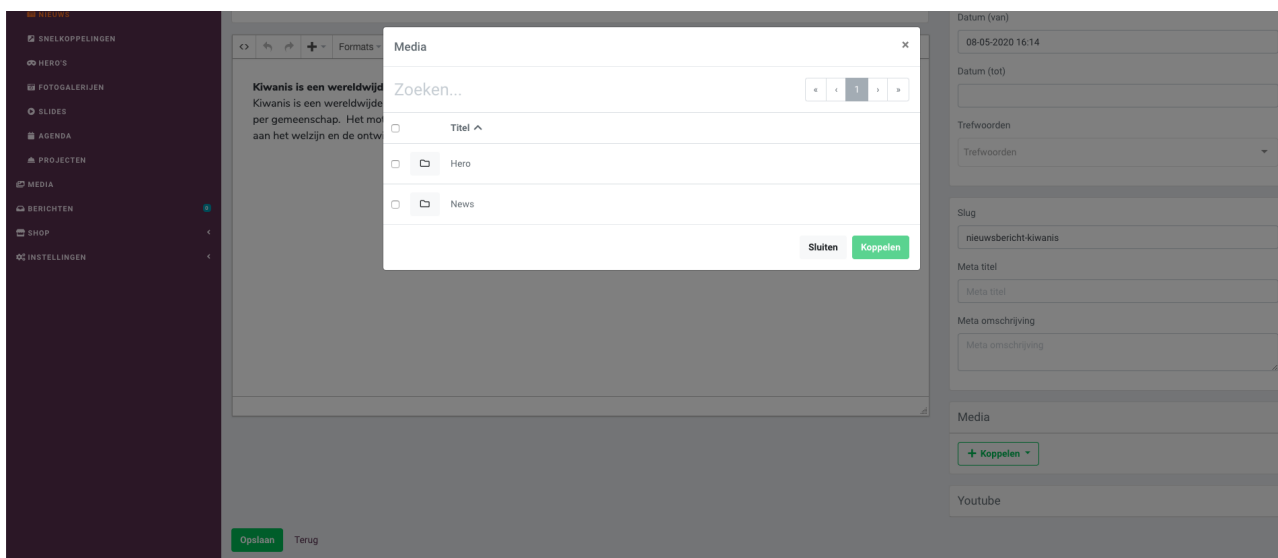 NIEUWS
SNELKOPPELINGEN
HERO'S
FOTOGALERIJEN
SLIDES
AGENDA
PROJECTEN
MEDIA
BERICHTEN
SHOP
INSTELLINGEN
Formats
Kiwanis is een wereldwijd
Kiwanis is een wereldwijde
per gemeenschap. Het mo
aan het welzijn en de ontw
Opslaan Terug
Media ×
Zoeken...
« ‹ 1 › »
Titel
Hero
News
Sluiten Koppelen
Datum (van)
08-05-2020 16:14
Datum (tot)
Trefwoorden
Trefwoorden
Slug
nieuwsbericht-kiwanis
Meta titel
Meta titel
Meta omschrijving
Meta omschrijving
Media
+ Koppelen
Youtube